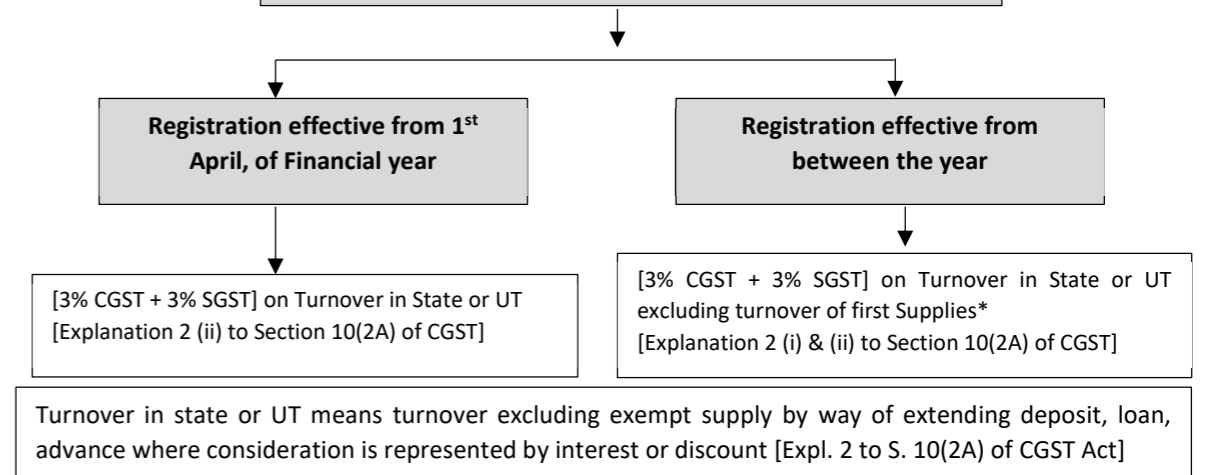 Registration effective from 1st
April, of Financial year
Registration effective from
between the year
[3% CGST + 3% SGST] on Turnover in State or UT
[Explanation 2 (ii) to Section 10(2A) of CGST]
[3% CGST + 3% SGST] on Turnover in State or UT
excluding turnover of first Supplies*
[Explanation 2 (i) & (ii) to Section 10(2A) of CGST]
Turnover in state or UT means turnover excluding exempt supply by way of extending deposit, loan,
advance where consideration is represented by interest or discount [Expl. 2 to S. 10(2A) of CGST Act]